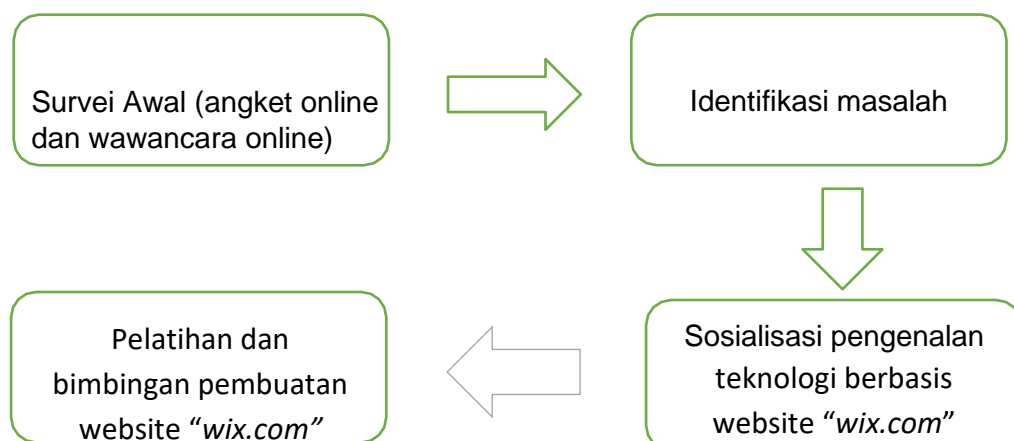 Survei Awal (angket online
dan wawancara online)
Identifikasi masalah
Sosialisasi pengenalan
teknologi berbasis
website “wix.com”
Pelatihan dan
bimbingan pembuatan
website “wix.com”